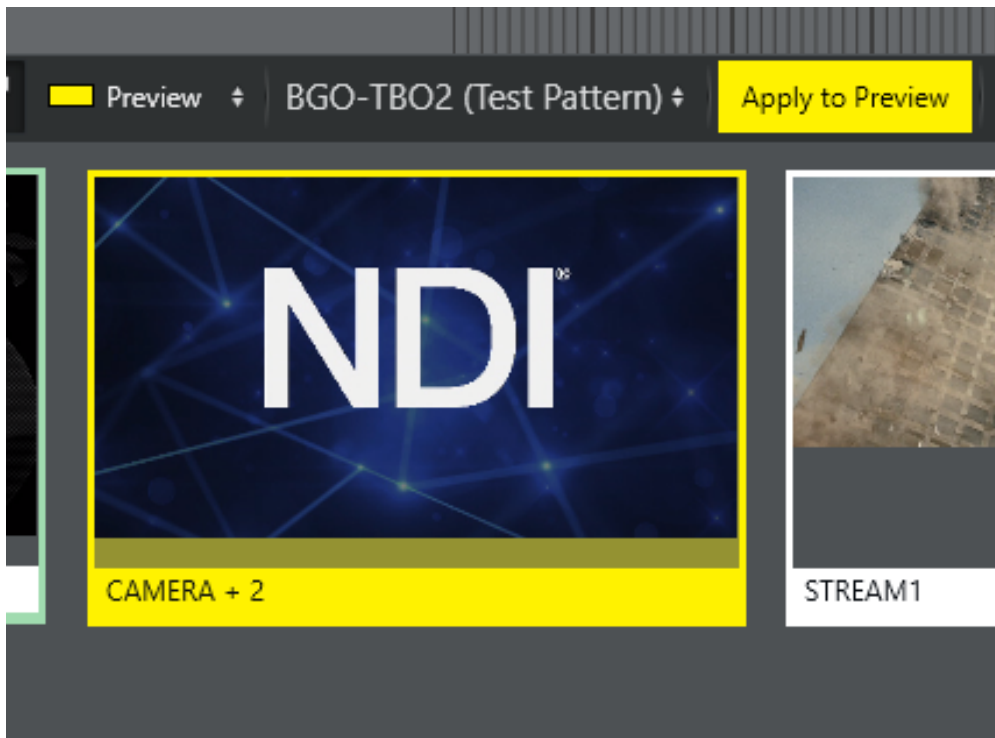 Preview
BGO-TBO2 (Test Pattern)
Apply to Preview
NDI®
CAMERA + 2
STREAM1